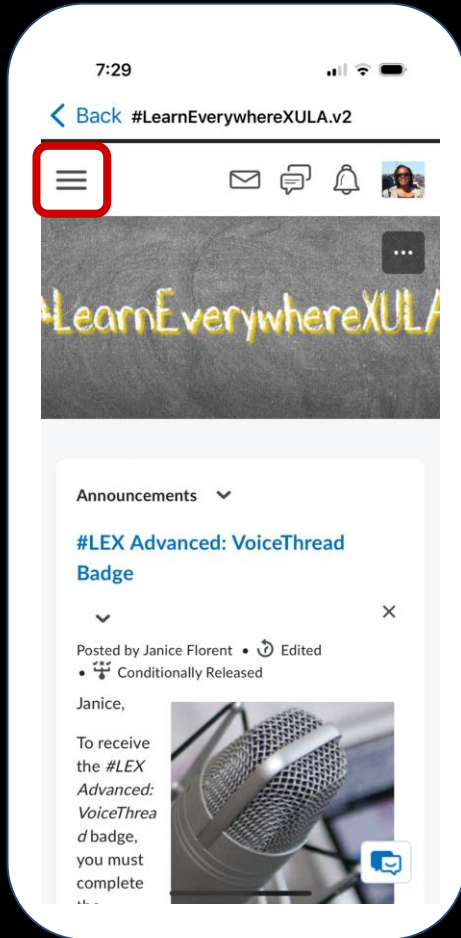 7:29
Back #LearnEverywhereXULA.v2
#LearnEverywhereXULA
Announcements
#LEX Advanced: VoiceThread
Badge
Posted by Janice Florent • Edited
• Conditionally Released
Janice,
To receive
the #LEX
Advanced:
VoiceThrea
d badge,
you must
complete